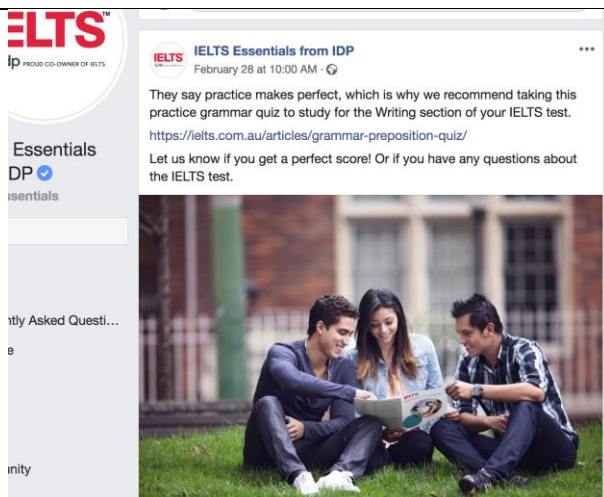 ELTS™
dp PROUD CO-OWNER OF IELTS
Essentials
DP
ssentials
ntly Asked Questi...
e
unity
IELTS
IELTS Essentials from IDP
February 28 at 10:00 AM ·
They say practice makes perfect, which is why we recommend taking this
practice grammar quiz to study for the Writing section of your IELTS test.
https://ielts.com.au/articles/grammar-preposition-quiz/
Let us know if you get a perfect score! Or if you have any questions about
the IELTS test.
IELTS